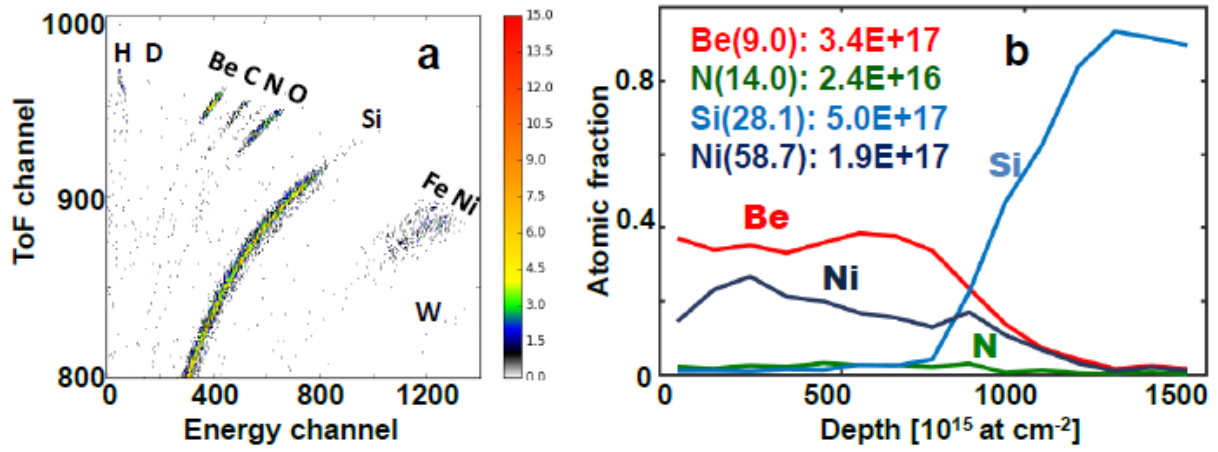 a
H D
Be C N O
Si
Fe Ni
W
1000
900
800
0
400
800
1200
ToF channel
Energy channel
15.0
13.5
12.0
10.5
9.0
7.5
6.0
4.5
3.0
1.5
0.0
b
Be(9.0): 3.4E+17
N(14.0): 2.4E+16
Si(28.1): 5.0E+17
Ni(58.7): 1.9E+17
Si
Be
Ni
N
0.8
0.4
0
0
500
1000
1500
Atomic fraction
Depth [10¹⁵ at cm⁻²]